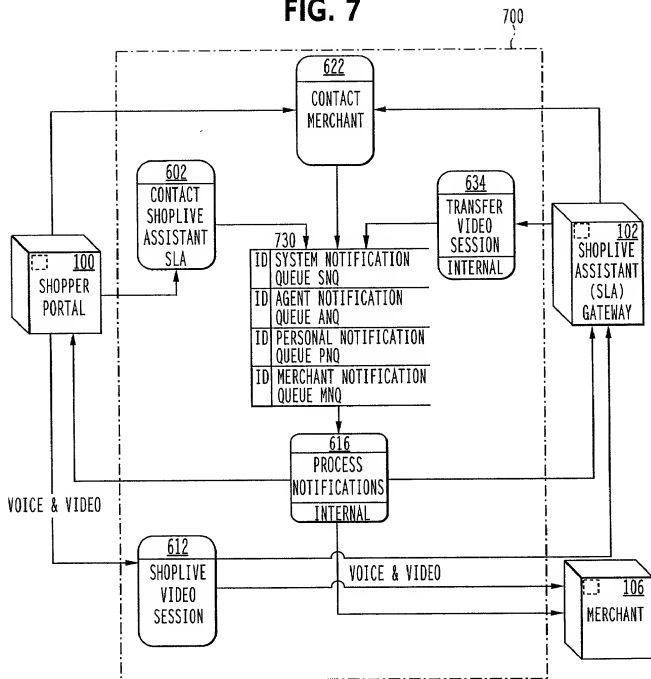 FIG. 7
700
622
CONTACT
MERCHANT
602
CONTACT
SHOPLIVE
ASSISTANT
SLA
634
TRANSFER
VIDEO
SESSION
INTERNAL
100
SHOPPER
PORTAL
102
SHOPLIVE
ASSISTANT
(SLA)
GATEWAY
730
ID SYSTEM NOTIFICATION
QUEUE SNQ
ID AGENT NOTIFICATION
QUEUE ANQ
ID PERSONAL NOTIFICATION
QUEUE PNQ
ID MERCHANT NOTIFICATION
QUEUE MNQ
616
PROCESS
NOTIFICATIONS
INTERNAL
VOICE & VIDEO
612
SHOPLIVE
VIDEO
SESSION
VOICE & VIDEO
106
MERCHANT